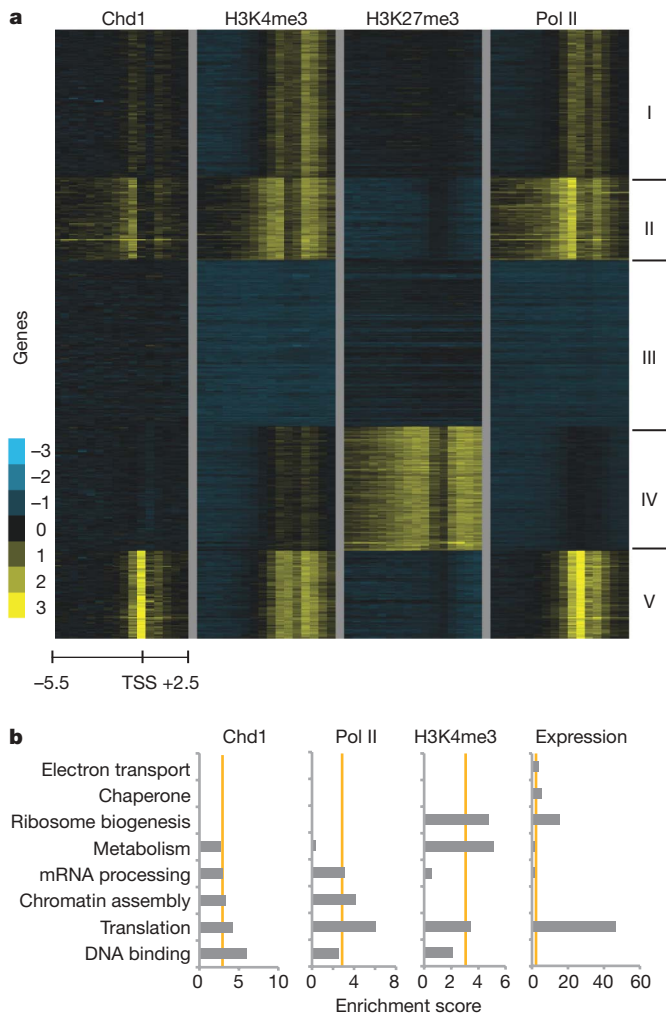 a
Chd1 H3K4me3 H3K27me3 Pol II
I
II
III
IV
V
Genes
–3
–2
–1
0
1
2
3
–5.5 TSS +2.5
b
Chd1 Pol II H3K4me3 Expression
Electron transport
Chaperone
Ribosome biogenesis
Metabolism
mRNA processing
Chromatin assembly
Translation
DNA binding
0 5 10 0 4 8 0 2 4 6 0 20 40 60
Enrichment score